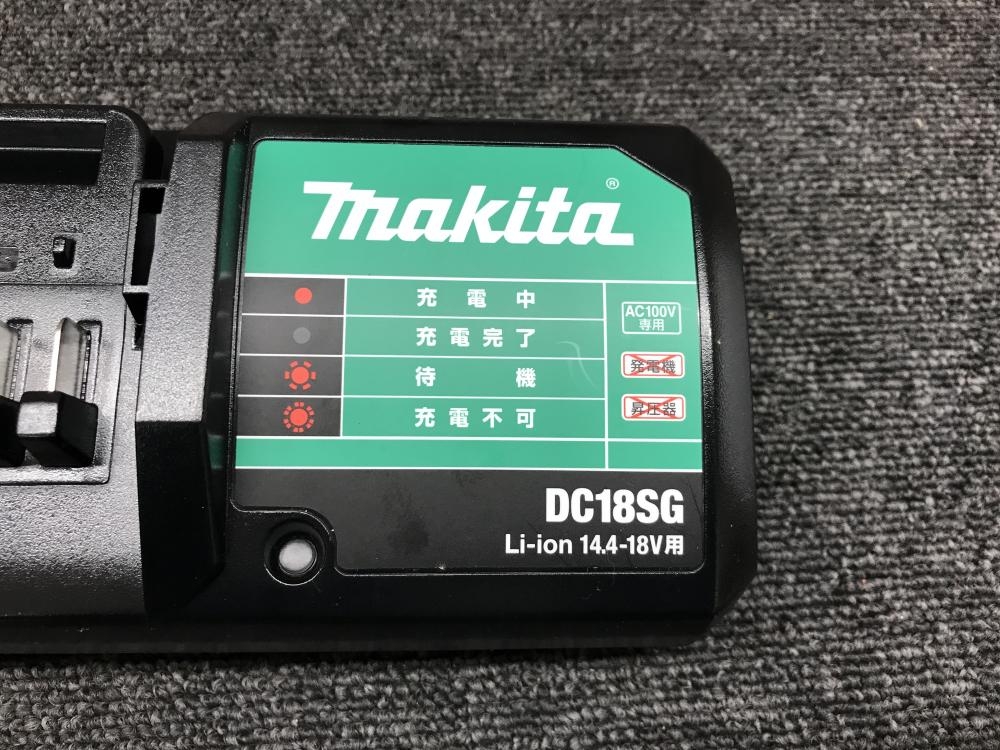 makita®
充電中
充電完了
待機
充電不可
AC100V
専用
発電機
昇圧器
DC18SG
Li-ion 14.4-18V用